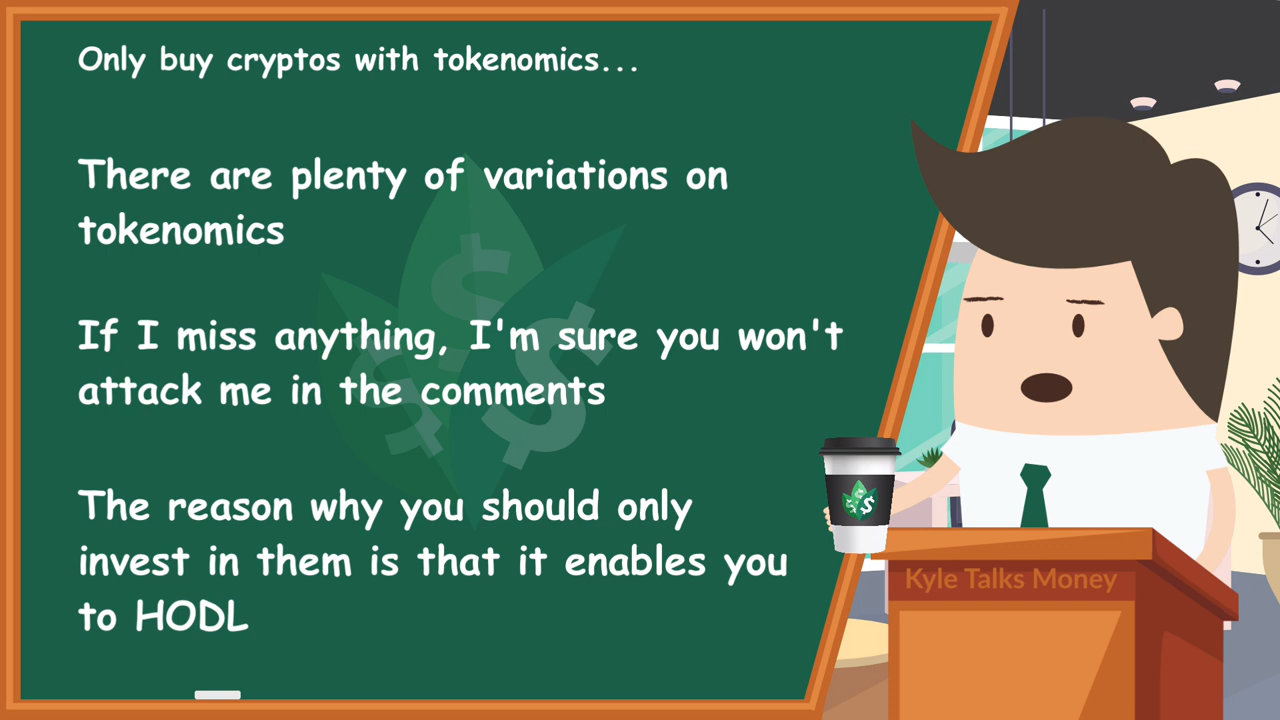 Only buy cryptos with tokenomics...
There are plenty of variations on
tokenomics
If I miss anything, I'm sure you won't
attack me in the comments
The reason why you should only
invest in them is that it enables you
to HODL
Kyle Talks Money